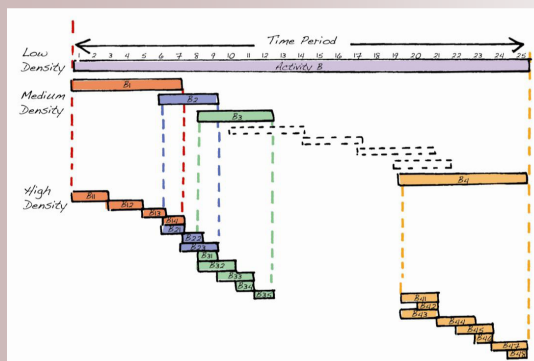 Time Period
Low Density
1 2 3 4 5 6 7 8 9 10 11 12 13 14 15 16 17 18 19 20 21 22 23 24 25 26
Activity B
Medium Density
B1
B2
B3
B4
High Density
B11
B12
B13
B14
B21
B22
B23
B31
B32
B33
B34
B35
B41
B42
B43
B44
B45
B46
B47
B48